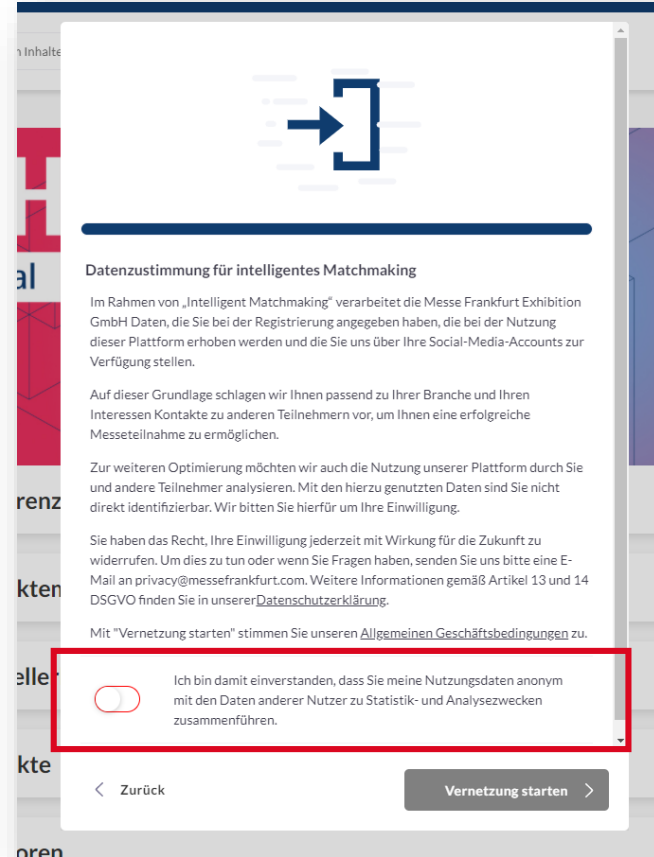 n Inhalte
H
al
Datenzustimmung für intelligentes Matchmaking
Im Rahmen von „Intelligent Matchmaking“ verarbeitet die Messe Frankfurt Exhibition
GmbH Daten, die Sie bei der Registrierung angegeben haben, die bei der Nutzung
dieser Plattform erhoben werden und die Sie uns über Ihre Social-Media-Accounts zur
Verfügung stellen.
Auf dieser Grundlage schlagen wir Ihnen passend zu Ihrer Branche und Ihren
Interessen Kontakte zu anderen Teilnehmern vor, um Ihnen eine erfolgreiche
Messeteilnahme zu ermöglichen.
Zur weiteren Optimierung möchten wir auch die Nutzung unserer Plattform durch Sie
und andere Teilnehmer analysieren. Mit den hierzu genutzten Daten sind Sie nicht
direkt identifizierbar. Wir bitten Sie hierfür um Ihre Einwilligung.
renz
Sie haben das Recht, Ihre Einwilligung jederzeit mit Wirkung für die Zukunft zu
widerrufen. Um dies zu tun oder wenn Sie Fragen haben, senden Sie uns bitte eine E-
Mail an privacy@messefrankfurt.com. Weitere Informationen gemäß Artikel 13 und 14
DSGVO finden Sie in unsererDatenschutzerklärung.
kten
Mit "Vernetzung starten" stimmen Sie unseren Allgemeinen Geschäftsbedingungen zu.
eller
Ich bin damit einverstanden, dass Sie meine Nutzungsdaten anonym
mit den Daten anderer Nutzer zu Statistik- und Analysezwecken
zusammenführen.
kte
Zurück
Vernetzung starten
oren